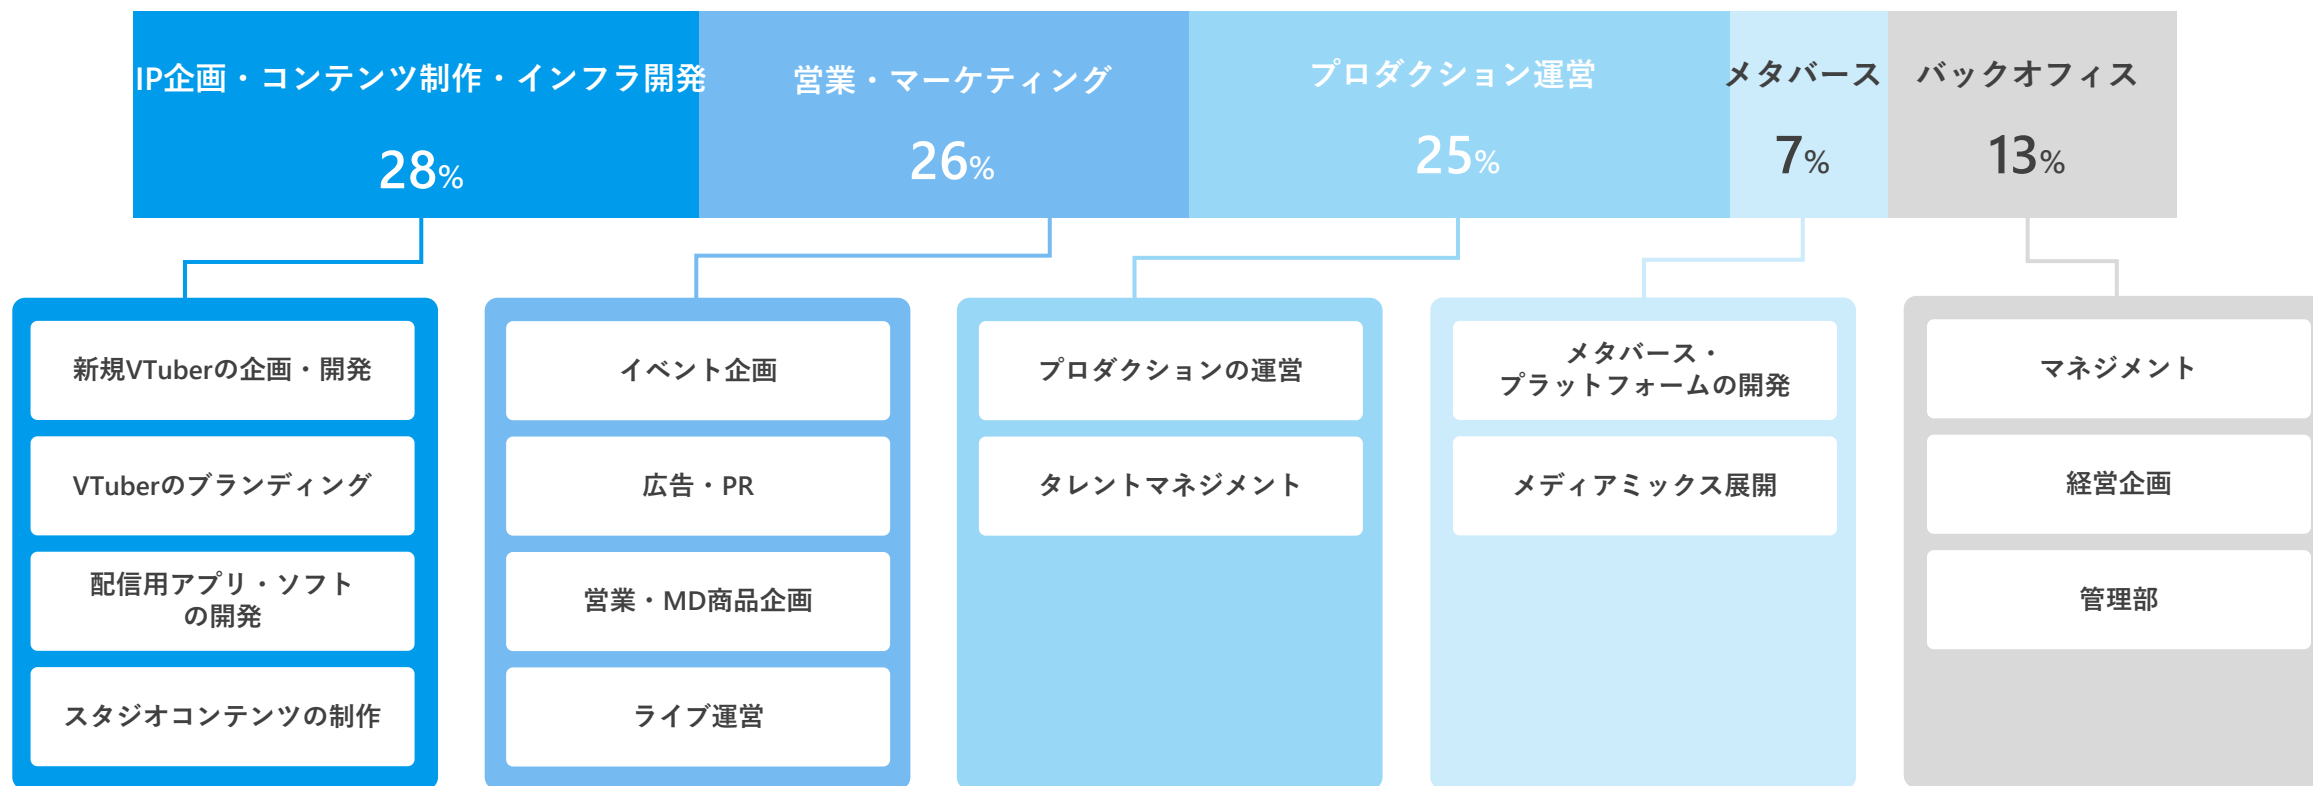 IP企画・コンテンツ制作・インフラ開発
28%
営業・マーケティング
26%
プロダクション運営
25%
メタバース
7%
バックオフィス
13%
新規VTuberの企画・開発
VTuberのブランディング
配信用アプリ・ソフト
の開発
スタジオコンテンツの制作
イベント企画
広告・PR
営業・MD商品企画
ライブ運営
プロダクションの運営
タレントマネジメント
メタバース・
プラットフォームの開発
メディアミックス展開
マネジメント
経営企画
管理部